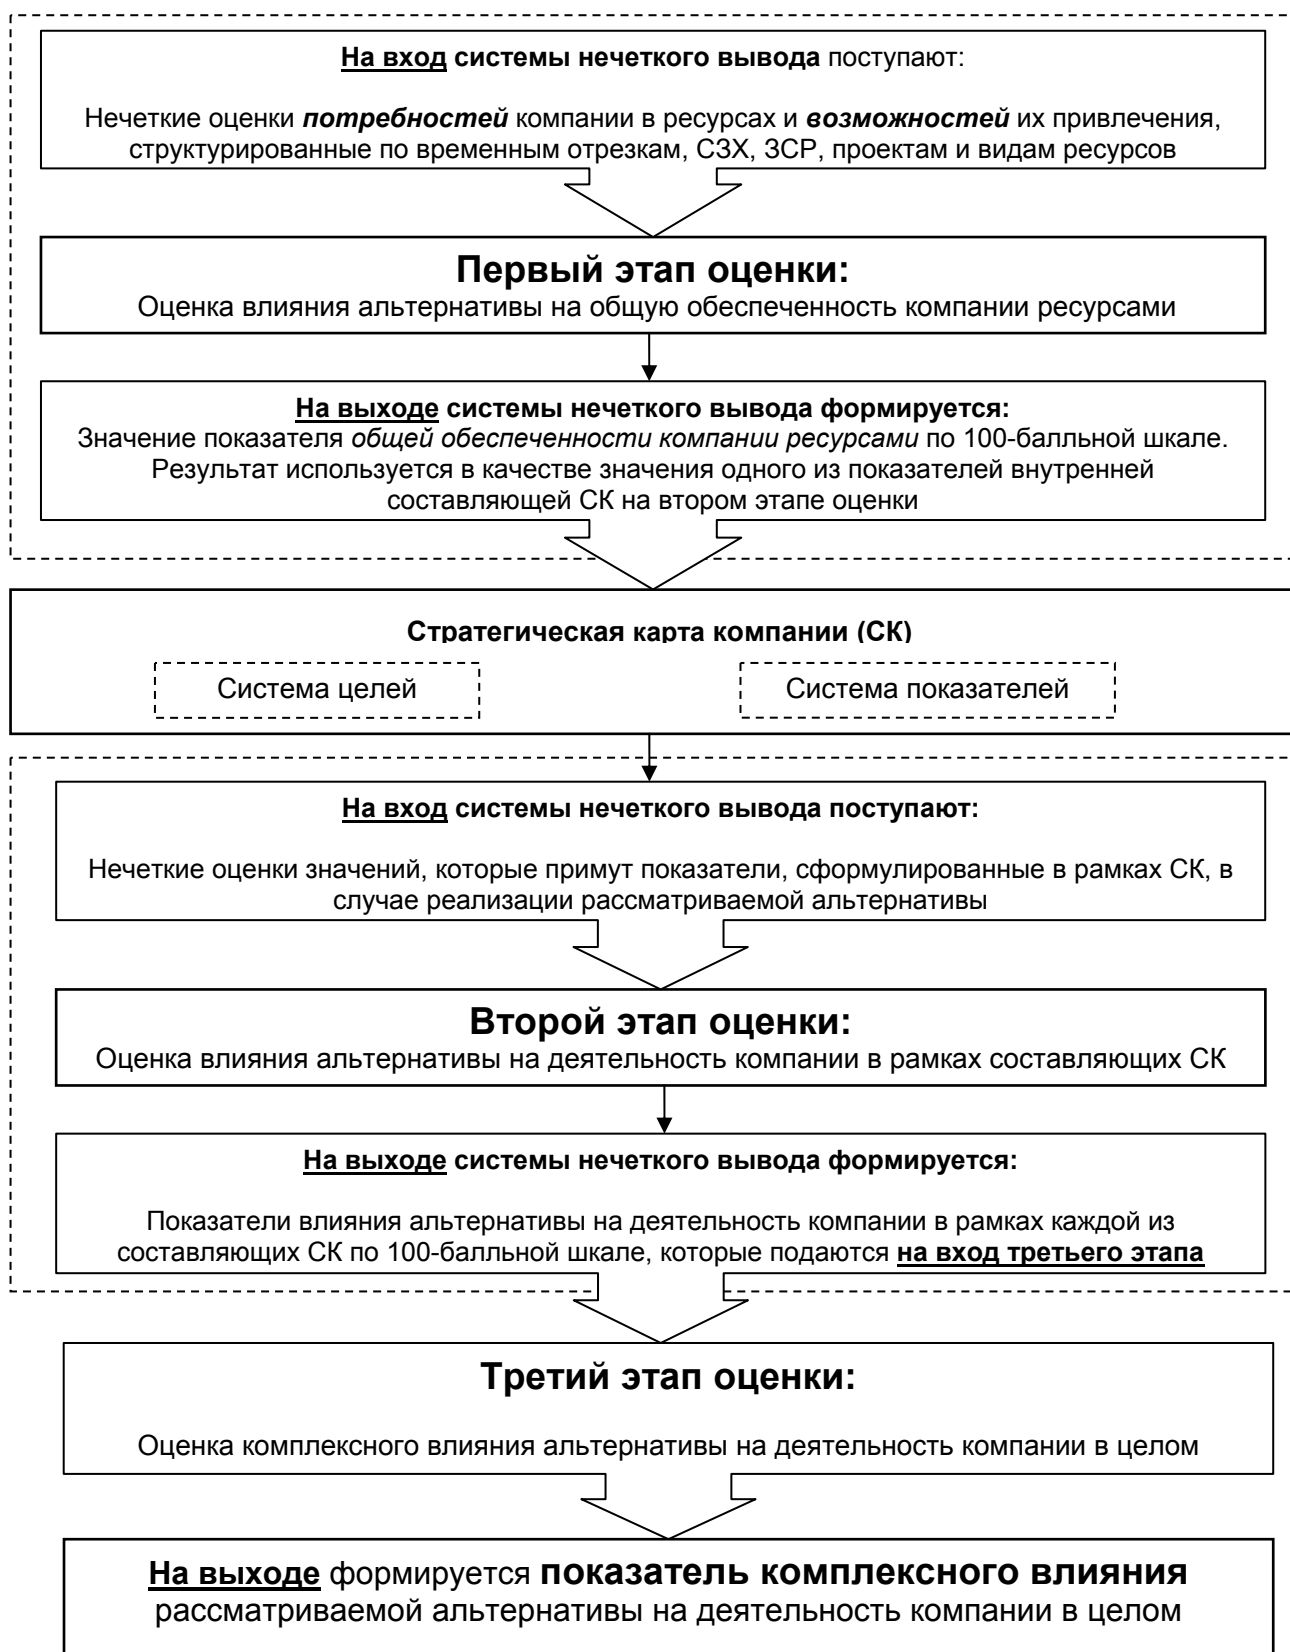 На вход системы нечеткого вывода поступают:
Нечеткие оценки потребностей компании в ресурсах и возможностей их привлечения,
структурированные по временным отрезкам, СЗХ, ЗСР, проектам и видам ресурсов
Первый этап оценки:
Оценка влияния альтернативы на общую обеспеченность компании ресурсами
На выходе системы нечеткого вывода формируется:
Значение показателя общей обеспеченности компании ресурсами по 100-балльной шкале.
Результат используется в качестве значения одного из показателей внутренней
составляющей СК на втором этапе оценки
Стратегическая карта компании (СК)
Система целей
Система показателей
На вход системы нечеткого вывода поступают:
Нечеткие оценки значений, которые примут показатели, сформулированные в рамках СК, в
случае реализации рассматриваемой альтернативы
Второй этап оценки:
Оценка влияния альтернативы на деятельность компании в рамках составляющих СК
На выходе системы нечеткого вывода формируется:
Показатели влияния альтернативы на деятельность компании в рамках каждой из
составляющих СК по 100-балльной шкале, которые подаются на вход третьего этапа
Третий этап оценки:
Оценка комплексного влияния альтернативы на деятельность компании в целом
На выходе формируется показатель комплексного влияния
рассматриваемой альтернативы на деятельность компании в целом